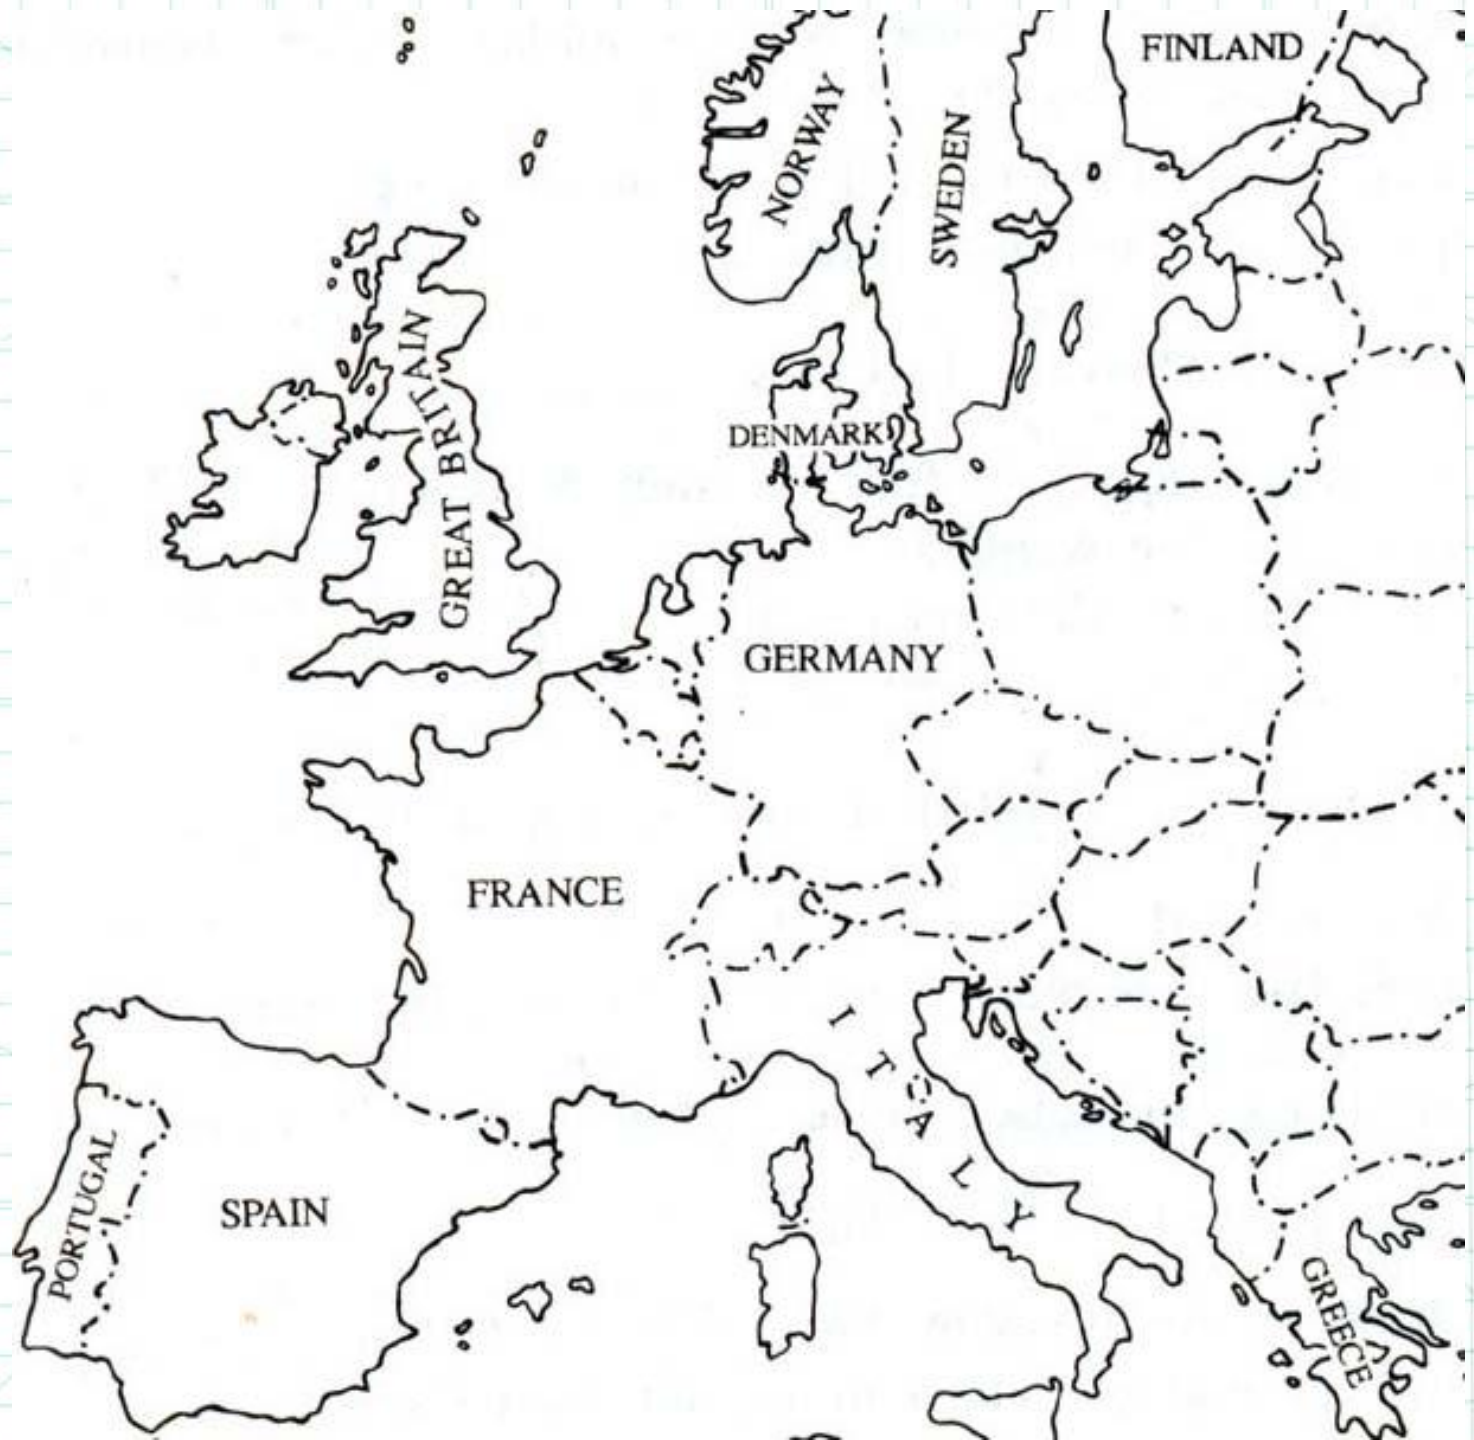 FINLAND
NORWAY
SWEDEN
GREAT BRITAIN
DENMARK
GERMANY
FRANCE
ITALY
PORTUGAL
SPAIN
GREECE